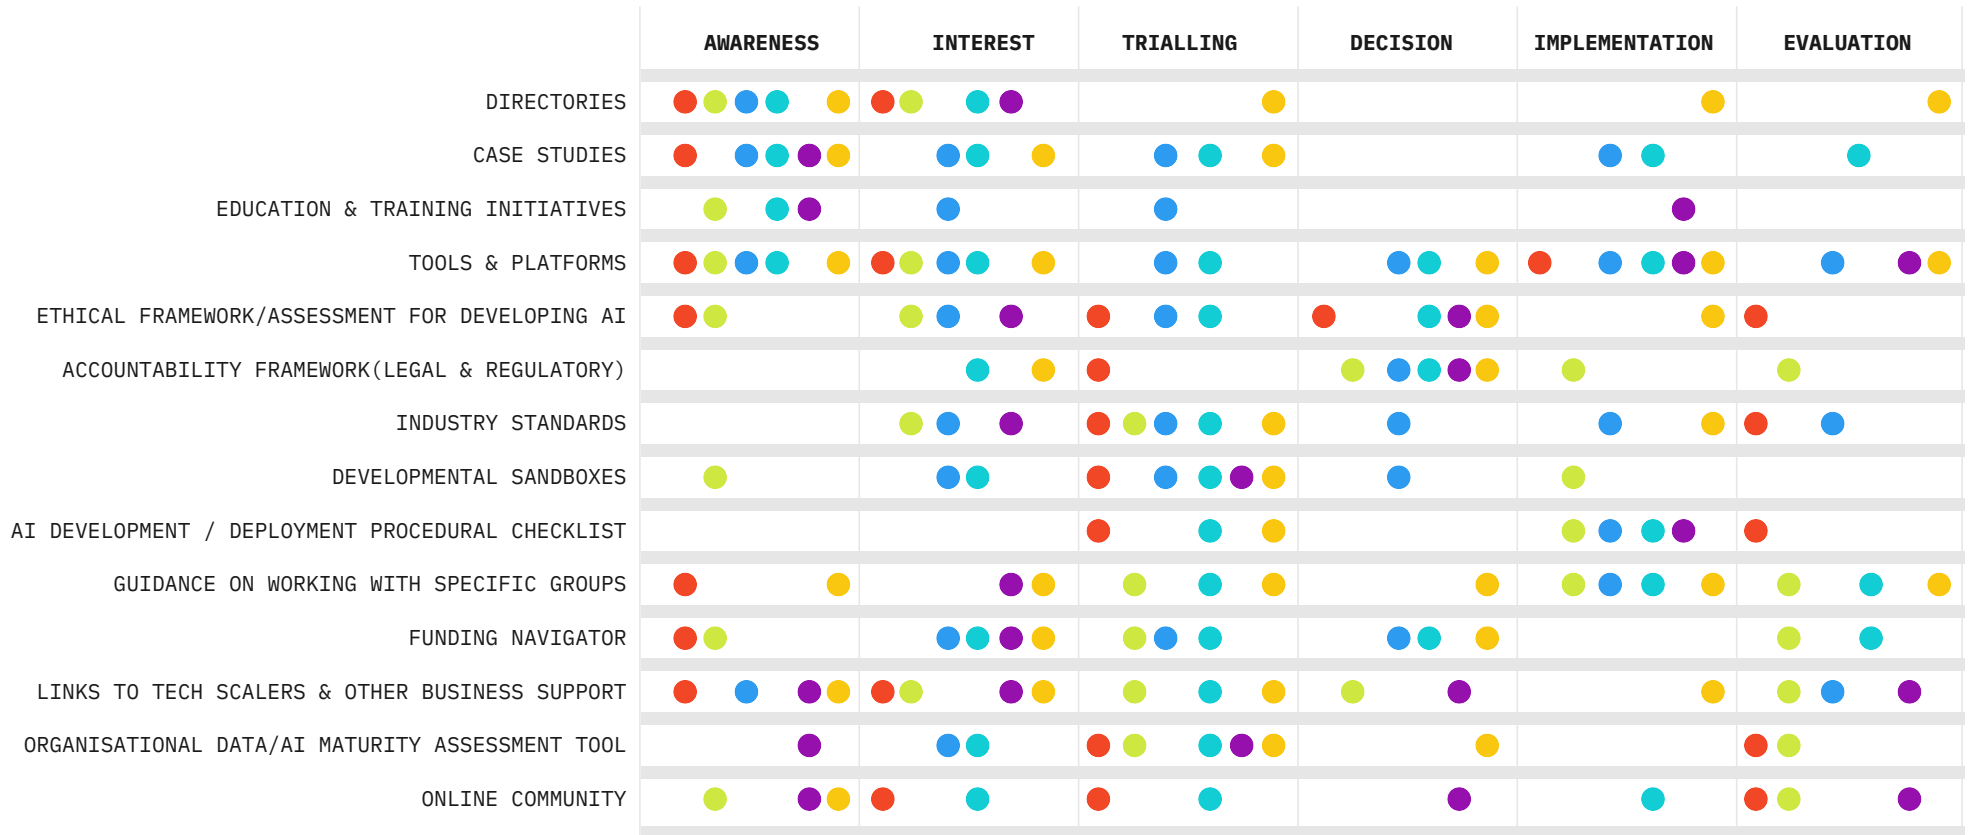 AWARENESS INTEREST TRIALLING DECISION IMPLEMENTATION EVALUATION
DIRECTORIES
CASE STUDIES
EDUCATION & TRAINING INITIATIVES
TOOLS & PLATFORMS
ETHICAL FRAMEWORK/ASSESSMENT FOR DEVELOPING AI
ACCOUNTABILITY FRAMEWORK(LEGAL & REGULATORY)
INDUSTRY STANDARDS
DEVELOPMENTAL SANDBOXES
AI DEVELOPMENT / DEPLOYMENT PROCEDURAL CHECKLIST
GUIDANCE ON WORKING WITH SPECIFIC GROUPS
FUNDING NAVIGATOR
LINKS TO TECH SCALERS & OTHER BUSINESS SUPPORT
ORGANISATIONAL DATA/AI MATURITY ASSESSMENT TOOL
ONLINE COMMUNITY